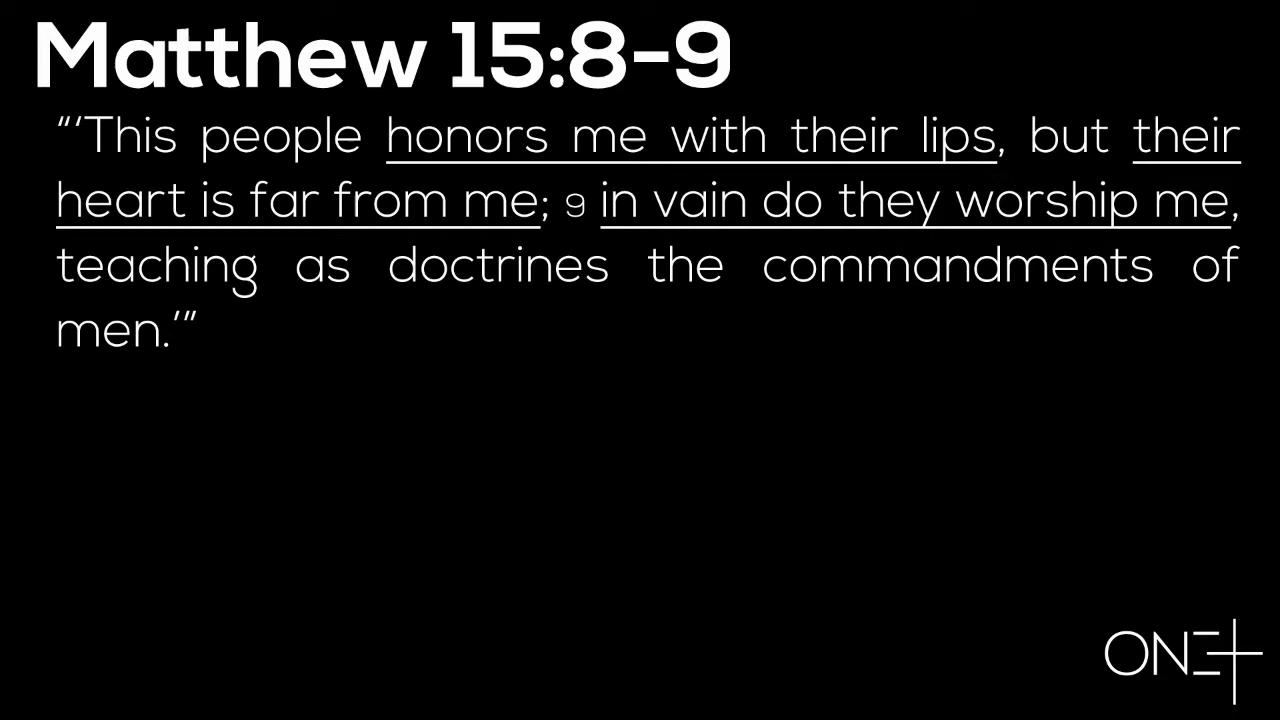 Matthew 15:8-9
“‘This people honors me with their lips, but their
heart is far from me; 9 in vain do they worship me,
teaching as doctrines the commandments of
men.’”
ONE